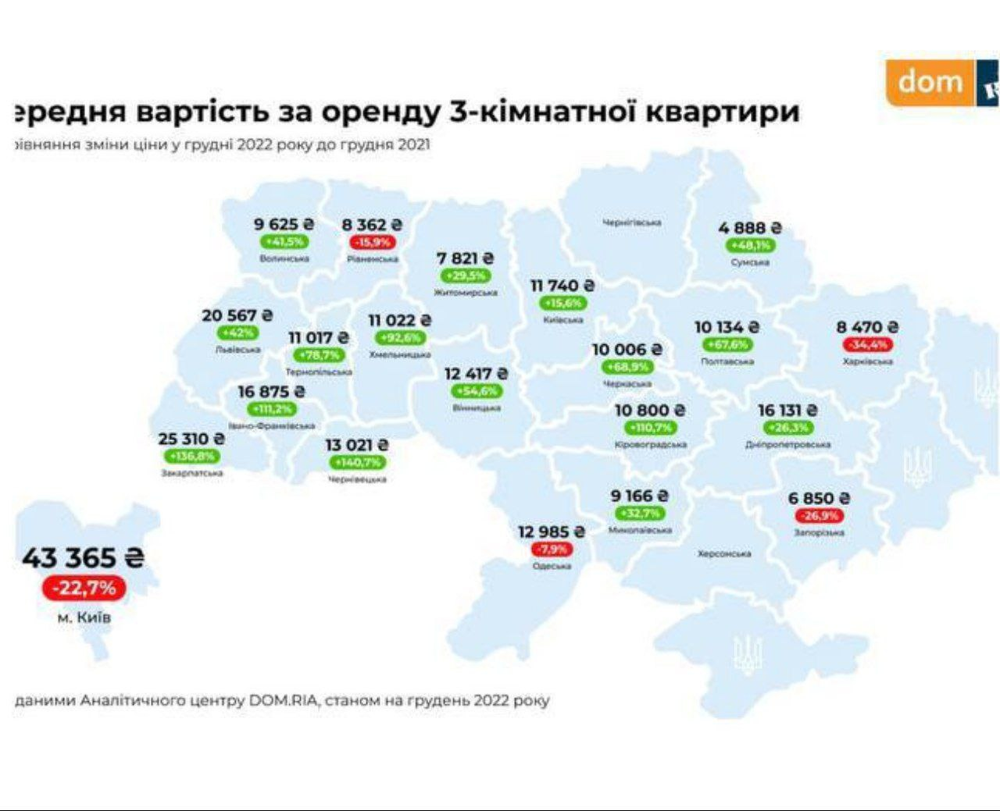 dom
ередня вартість за оренду 3-кімнатної квартири
рівняння зміни ціни у грудні 2022 року до грудня 2021
9 625 ₴
+41,5%
Волинська
8 362 ₴
-15,9%
Рівненська
7 821 ₴
+29,5%
Житомирська
11 740 ₴
+15,6%
Київська
Чернігівська
4 888 ₴
+48,1%
Сумська
20 567 ₴
+42%
Львівська
11 017 ₴
+78,7%
Тернопільська
11 022 ₴
+92,6%
Хмельницька
12 417 ₴
+54,6%
Вінницька
10 006 ₴
+68,9%
Черкаська
10 134 ₴
+67,6%
Полтавська
8 470 ₴
-34,4%
Харківська
16 875 ₴
+111,2%
Івано-Франківська
25 310 ₴
+136,8%
Закарпатська
13 021 ₴
+140,7%
Чернівецька
10 800 ₴
+110,7%
Кіровоградська
16 131 ₴
+26,3%
Дніпропетровська
9 166 ₴
+32,7%
Миколаївська
6 850 ₴
-26,9%
Запорізька
12 985 ₴
-7,9%
Одеська
Херсонська
43 365 ₴
-22,7%
м. Київ
даними Аналітичного центру DOM.RIA, станом на грудень 2022 року